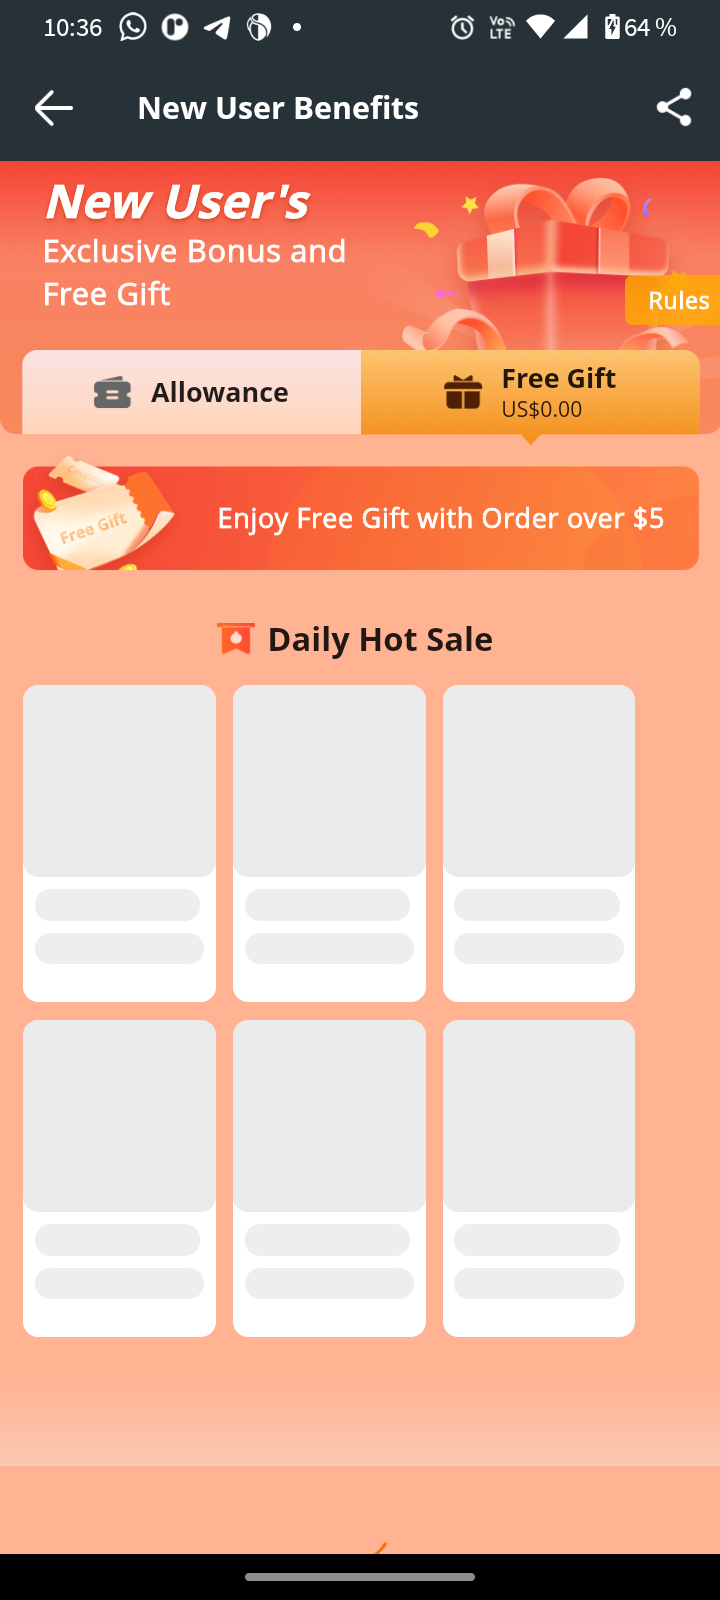 10:36
Vo LTE
64 %
New User Benefits
New User's
Exclusive Bonus and
Free Gift
Rules
Allowance
Free Gift
US$0.00
Coupon
Free Gift
Enjoy Free Gift with Order over $5
Daily Hot Sale